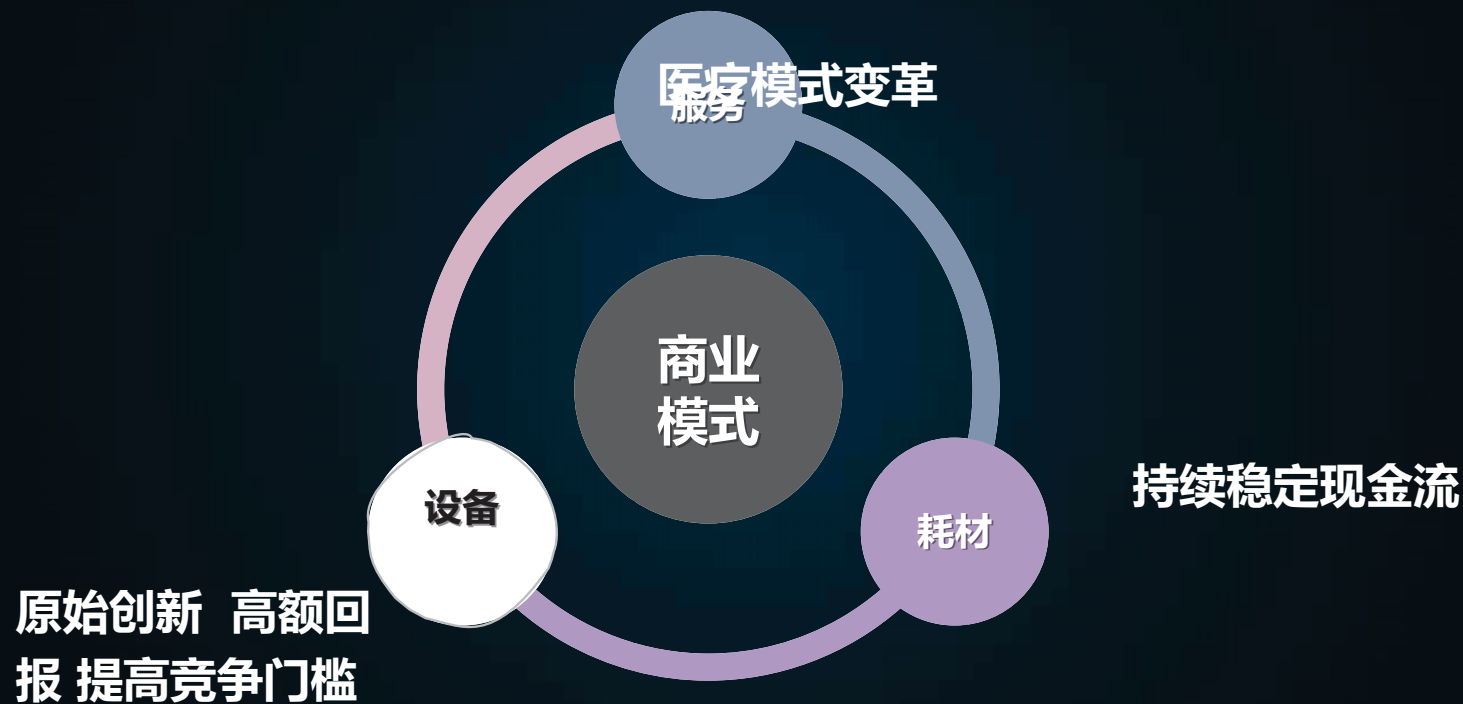 医疗模式变革
服务
商业
模式
持续稳定现金流
设备
耗材
原始创新 高额回
报 提高竞争门槛